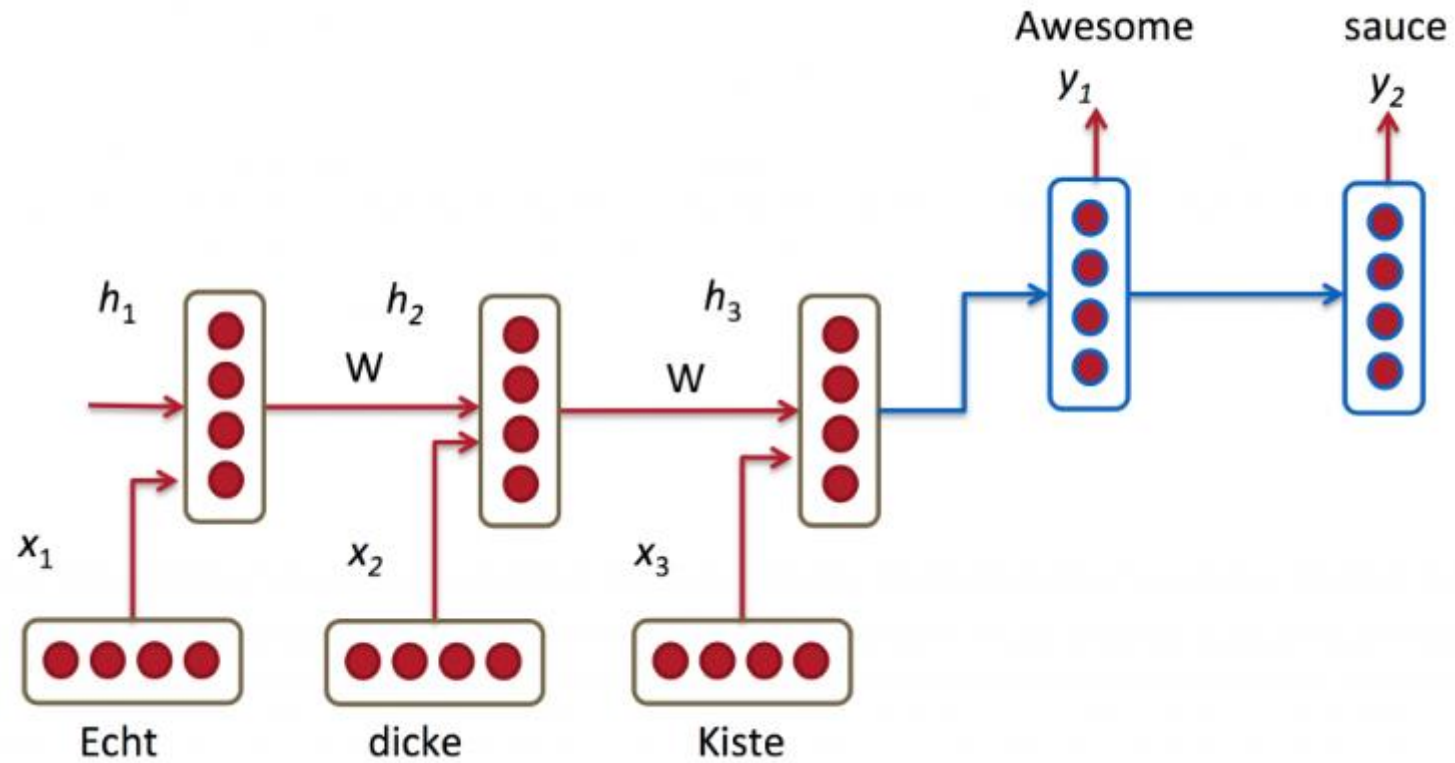 Awesome sauce
y1 y2
h1 h2 h3
W W
x1 x2 x3
Echt dicke Kiste